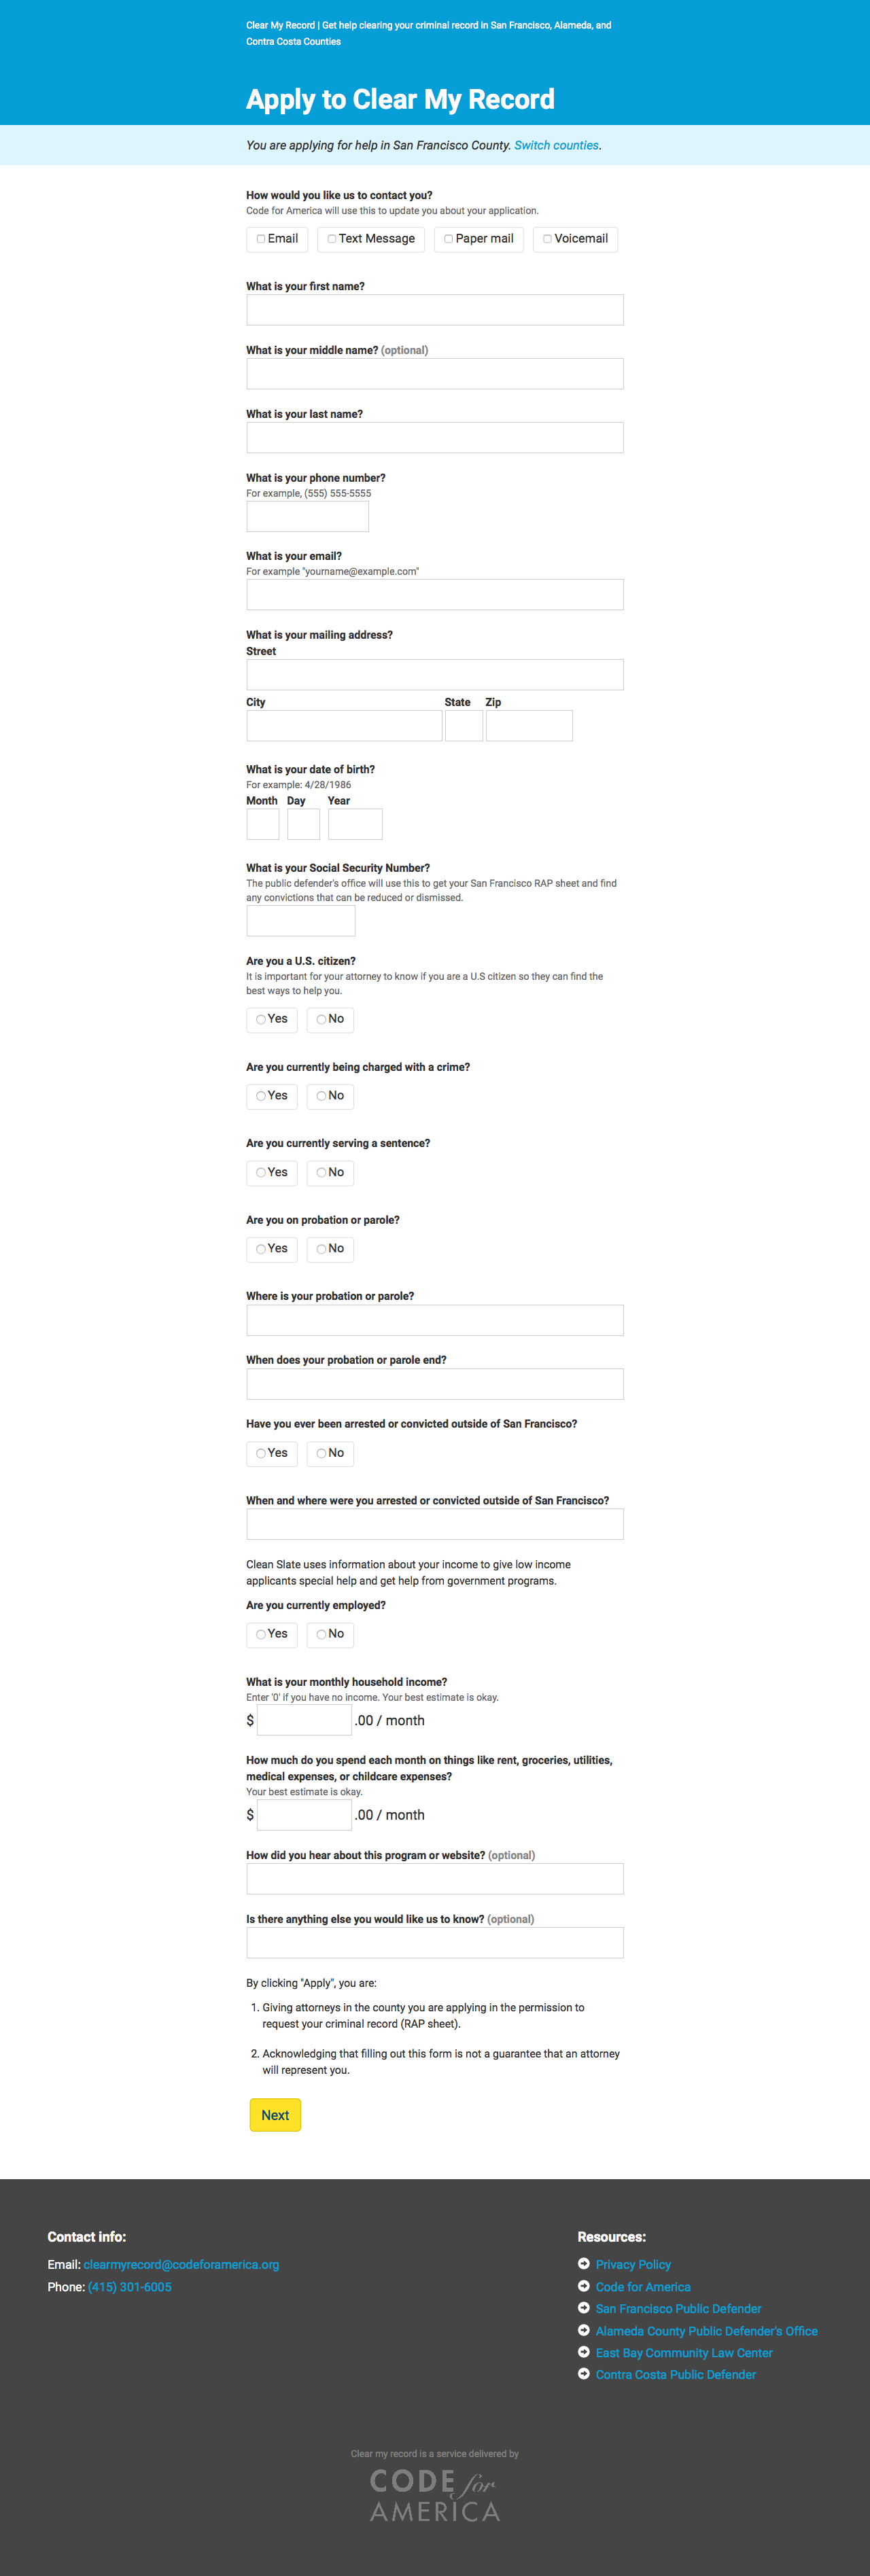 Clear My Record | Get help clearing your criminal record in San Francisco, Alameda, and
Contra Costa Counties
Apply to Clear My Record
You are applying for help in San Francisco County. Switch counties.
How would you like us to contact you?
Code for America will use this to update you about your application.
Email Text Message Paper mail Voicemail
What is your first name?
What is your middle name? (optional)
What is your last name?
What is your phone number?
For example, (555) 555-5555
What is your email?
For example "yourname@example.com"
What is your mailing address?
Street
City State Zip
What is your date of birth?
For example: 4/28/1986
Month Day Year
What is your Social Security Number?
The public defender's office will use this to get your San Francisco RAP sheet and find
any convictions that can be reduced or dismissed.
Are you a U.S. citizen?
It is important for your attorney to know if you are a U.S citizen so they can find the
best ways to help you.
Yes No
Are you currently being charged with a crime?
Yes No
Are you currently serving a sentence?
Yes No
Are you on probation or parole?
Yes No
Where is your probation or parole?
When does your probation or parole end?
Have you ever been arrested or convicted outside of San Francisco?
Yes No
When and where were you arrested or convicted outside of San Francisco?
Clean Slate uses information about your income to give low income
applicants special help and get help from government programs.
Are you currently employed?
Yes No
What is your monthly household income?
Enter '0' if you have no income. Your best estimate is okay.
$ .00 / month
How much do you spend each month on things like rent, groceries, utilities,
medical expenses, or childcare expenses?
Your best estimate is okay.
$ .00 / month
How did you hear about this program or website? (optional)
Is there anything else you would like us to know? (optional)
By clicking "Apply", you are:
1. Giving attorneys in the county you are applying in the permission to
request your criminal record (RAP sheet).
2. Acknowledging that filling out this form is not a guarantee that an attorney
will represent you.
Next
Contact info:
Email: clearmyrecord@codeforamerica.org
Phone: (415) 301-6005
Resources:
Privacy Policy
Code for America
San Francisco Public Defender
Alameda County Public Defender's Office
East Bay Community Law Center
Contra Costa Public Defender
Clear my record is a service delivered by
CODE for
AMERICA